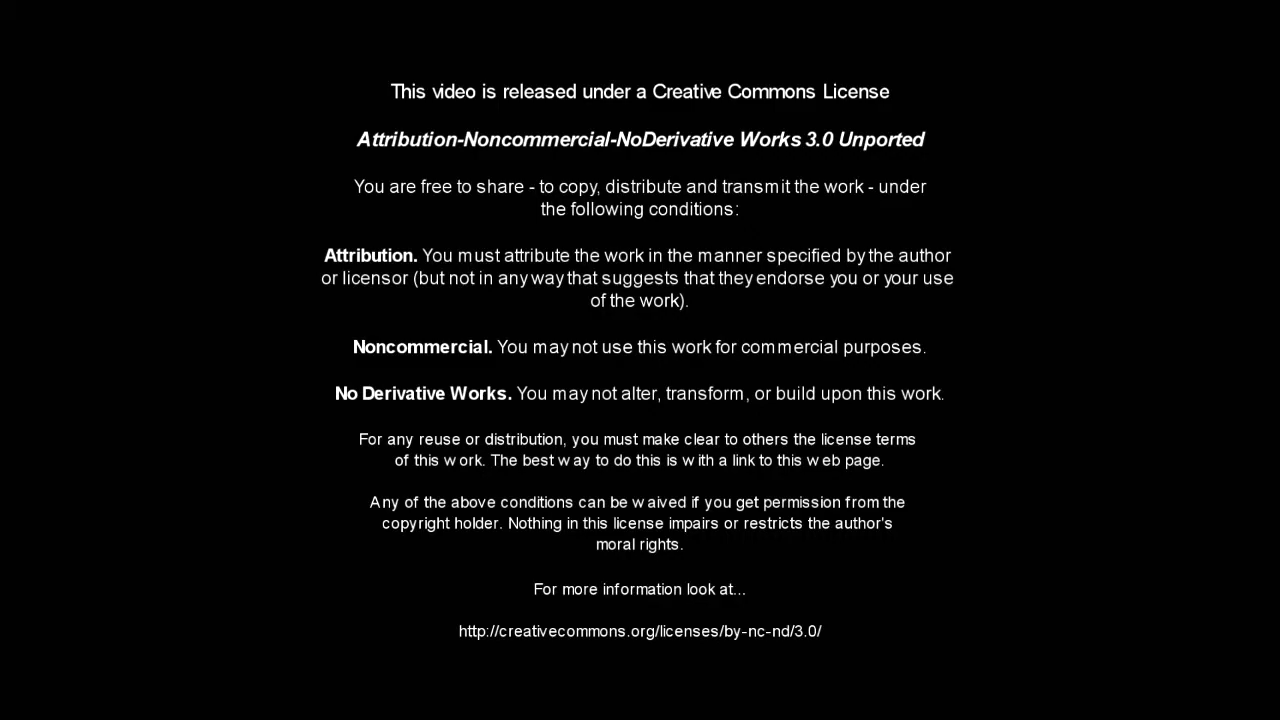 This video is released under a Creative Commons License
Attribution-Noncommercial-NoDerivative Works 3.0 Unported
You are free to share - to copy, distribute and transmit the work - under
the following conditions:
Attribution. You must attribute the work in the manner specified by the author
or licensor (but not in any way that suggests that they endorse you or your use
of the work).
Noncommercial. You may not use this work for commercial purposes.
No Derivative Works. You may not alter, transform, or build upon this work.
For any reuse or distribution, you must make clear to others the license terms
of this work. The best way to do this is with a link to this web page.
Any of the above conditions can be waived if you get permission from the
copyright holder. Nothing in this license impairs or restricts the author's
moral rights.
For more information look at...
http://creativecommons.org/licenses/by-nc-nd/3.0/